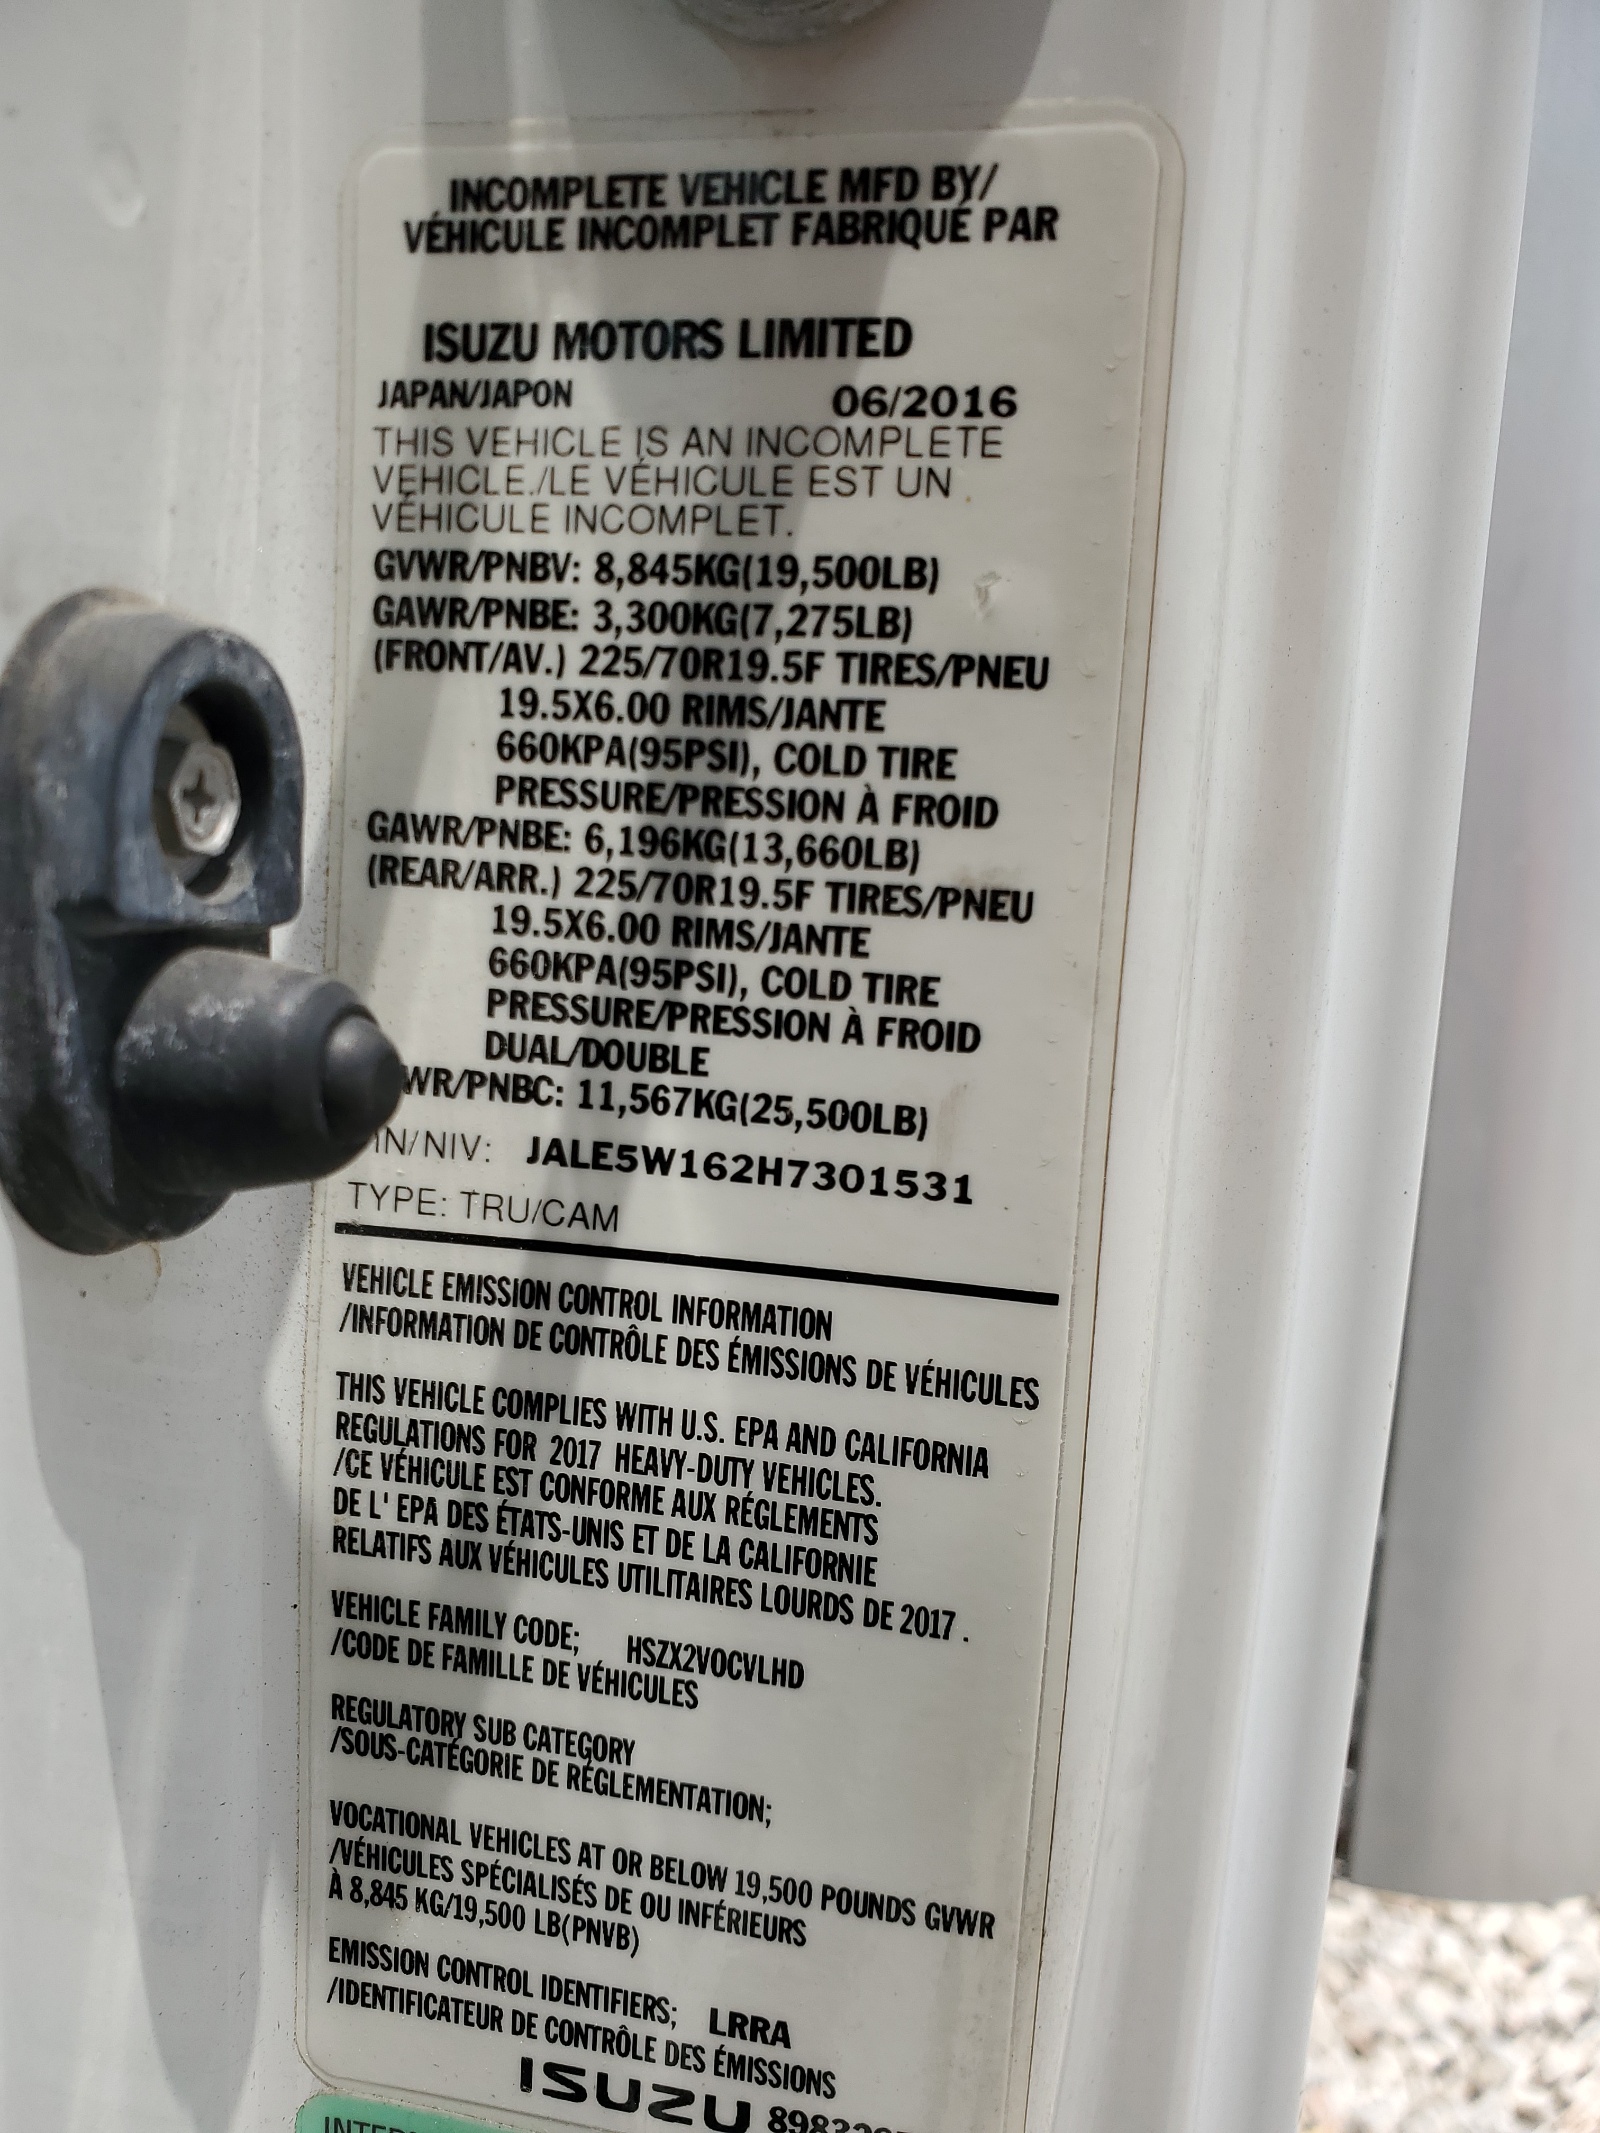 INCOMPLETE VEHICLE MFD BY/
VÉHICULE INCOMPLET FABRIQUÉ PAR
ISUZU MOTORS LIMITED
JAPAN/JAPON 06/2016
THIS VEHICLE IS AN INCOMPLETE
VEHICLE./LE VÉHICULE EST UN
VÉHICULE INCOMPLET.
GVWR/PNBV: 8,845KG(19,500LB)
GAWR/PNBE: 3,300KG(7,275LB)
(FRONT/AV.) 225/70R19.5F TIRES/PNEU
19.5X6.00 RIMS/JANTE
660KPA(95PSI), COLD TIRE
PRESSURE/PRESSION À FROID
GAWR/PNBE: 6,196KG(13,660LB)
(REAR/ARR.) 225/70R19.5F TIRES/PNEU
19.5X6.00 RIMS/JANTE
660KPA(95PSI), COLD TIRE
PRESSURE/PRESSION À FROID
DUAL/DOUBLE
WR/PNBC: 11,567KG(25,500LB)
IN/NIV: JALE5W162H7301531
TYPE: TRU/CAM
VEHICLE EMISSION CONTROL INFORMATION
/INFORMATION DE CONTRÔLE DES ÉMISSIONS DE VÉHICULES
THIS VEHICLE COMPLIES WITH U.S. EPA AND CALIFORNIA
REGULATIONS FOR 2017 HEAVY-DUTY VEHICLES.
/CE VÉHICULE EST CONFORME AUX RÉGLEMENTS
DE L' EPA DES ÉTATS-UNIS ET DE LA CALIFORNIE
RELATIFS AUX VÉHICULES UTILITAIRES LOURDS DE 2017 .
VEHICLE FAMILY CODE; HSZX2VOCVLHD
/CODE DE FAMILLE DE VÉHICULES
REGULATORY SUB CATEGORY
/SOUS-CATÉGORIE DE RÉGLEMENTATION;
VOCATIONAL VEHICLES AT OR BELOW 19,500 POUNDS GVWR
/VÉHICULES SPÉCIALISÉS DE OU INFÉRIEURS
À 8,845 KG/19,500 LB(PNVB)
EMISSION CONTROL IDENTIFIERS; LRRA
/IDENTIFICATEUR DE CONTRÔLE DES ÉMISSIONS
ISUZU